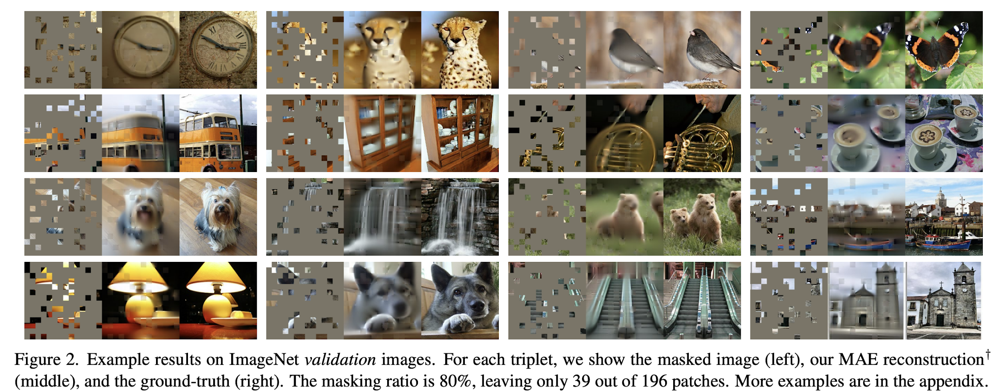 Figure 2. Example results on ImageNet validation images. For each triplet, we show the masked image (left), our MAE reconstruction†
(middle), and the ground-truth (right). The masking ratio is 80%, leaving only 39 out of 196 patches. More examples are in the appendix.